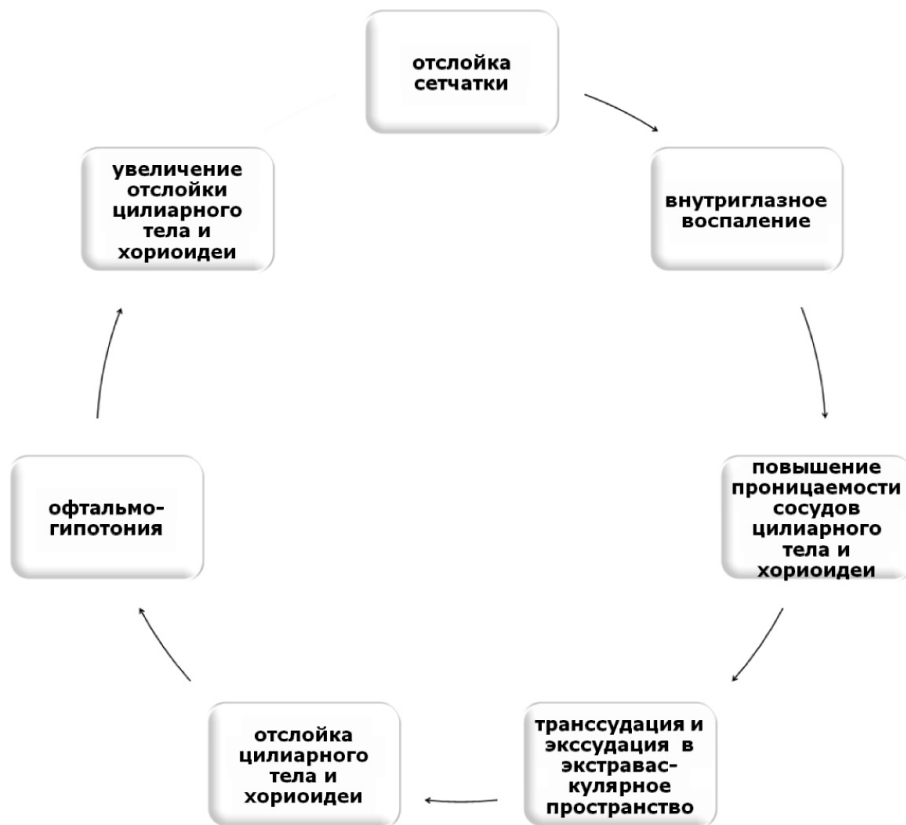 отслойка
сетчатки
внутриглазное
воспаление
повышение
проницаемости
сосудов
цилиарного
тела и
хориоидеи
транссудация и
экссудация в
экстравас-
кулярное
пространство
отслойка
цилиарного
тела и
хориоидеи
офтальмо-
гипотония
увеличение
отслойки
цилиарного
тела и
хориоидеи